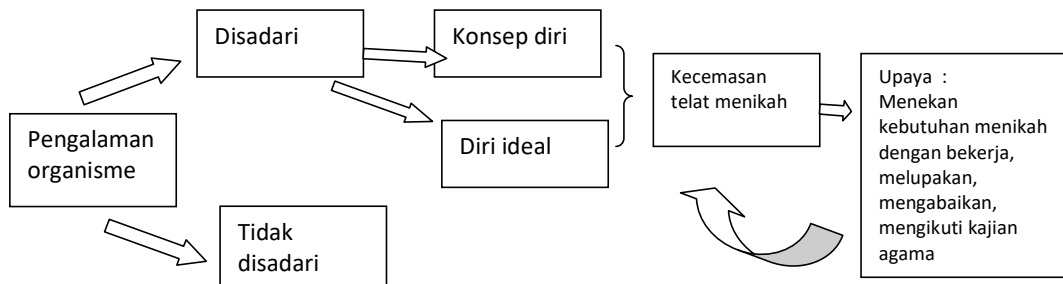 Disadari
Konsep diri
Kecemasan
telat menikah
Upaya :
Menekan
kebutuhan menikah
dengan bekerja,
melupakan,
mengabaikan,
mengikuti kajian
agama
Pengalaman
organisme
Diri ideal
Tidak
disadari